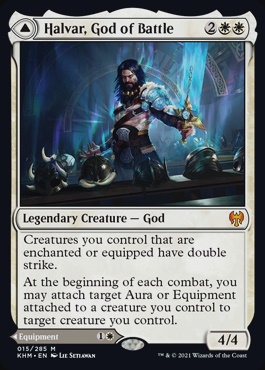 Halvar, God of Battle 2
Legendary Creature — God
Creatures you control that are
enchanted or equipped have double
strike.
At the beginning of each combat, you
may attach target Aura or Equipment
attached to a creature you control to
target creature you control.
Equipment 1
4/4
015/285 M
KHM • EN Lie Setiawan
™ & © 2021 Wizards of the Coast